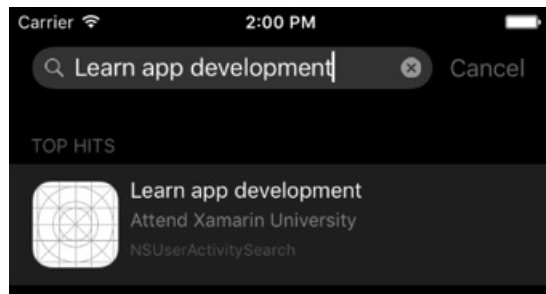 Carrier 2:00 PM
Learn app development Cancel
TOP HITS
Learn app development
Attend Xamarin University
NSUserActivitySearch